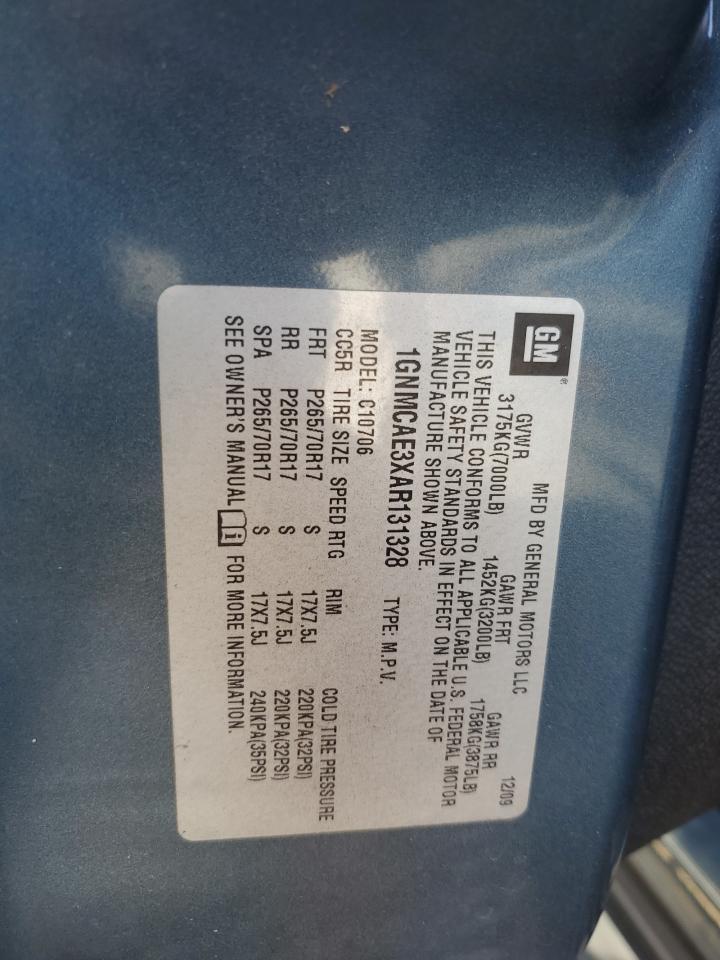 GM®
MFD BY GENERAL MOTORS LLC 12/09
GVWR GAWR FRT GAWR RR
3175KG(7000LB) 1452KG(3200LB) 1758KG(3875LB)
THIS VEHICLE CONFORMS TO ALL APPLICABLE U.S. FEDERAL MOTOR
VEHICLE SAFETY STANDARDS IN EFFECT ON THE DATE OF
MANUFACTURE SHOWN ABOVE.
1GNMCAE3XAR131328 TYPE: M.P.V.
MODEL: C10706
CC5R TIRE SIZE SPEED RTG RIM COLD TIRE PRESSURE
FRT P265/70R17 S 17X7.5J 220KPA(32PSI)
RR P265/70R17 S 17X7.5J 220KPA(32PSI)
SPA P265/70R17 S 17X7.5J 240KPA(35PSI)
SEE OWNER'S MANUAL i FOR MORE INFORMATION.